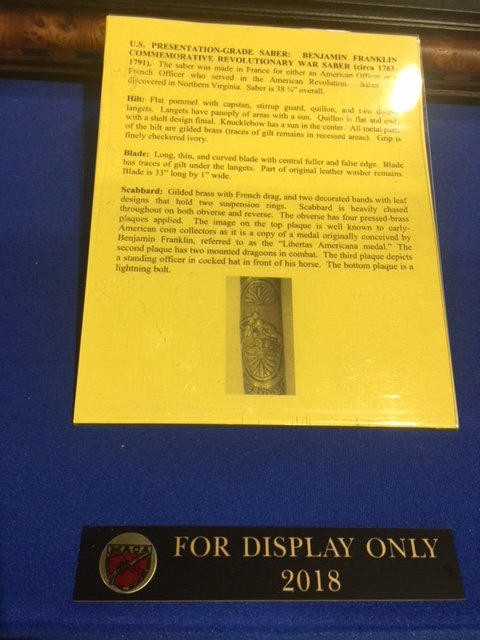 U.S. PRESENTATION-GRADE SABER: BENJAMIN FRANKLIN
COMMEMORATIVE REVOLUTIONARY WAR SABER (circa 1783-
1791). The saber was made in France for either an American Officer or a
French Officer who served in the American Revolution. Saber
discovered in Northern Virginia. Saber is 38 ¼" overall.
Hilt: Flat pommel with capstan, stirrup guard, quillon, and two
langets. Langets have panoply of arms with a sun. Quillon is flat and ends
with a shell design finial. Knucklebow has a sun in the center. All metal parts
of the hilt are gilded brass (traces of gilt remains in recessed areas). Grip is
finely checkered ivory.
Blade: Long, thin, and curved blade with central fuller and false edge. Blade
has traces of gilt under the langets. Part of original leather washer remains.
Blade is 33" long by 1" wide.
Scabbard: Gilded brass with French drag, and two decorated bands with leaf
designs that hold two suspension rings. Scabbard is heavily chased
throughout on both obverse and reverse. The obverse has four pressed-brass
plaques applied. The image on the top plaque is well known to early-
American coin collectors as it is a copy of a medal originally conceived by
Benjamin Franklin, referred to as the "Libertas Americana medal." The
second plaque has two mounted dragoons in combat. The third plaque depicts
a standing officer in cocked hat in front of his horse. The bottom plaque is a
lightning bolt.
MACA
FOR DISPLAY ONLY
2018